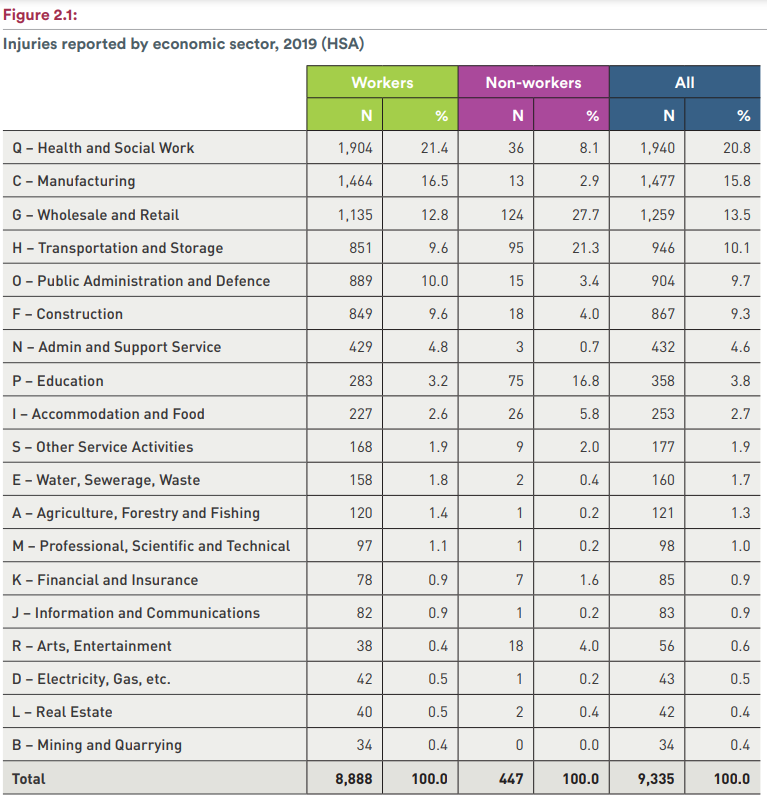 Figure 2.1:
Injuries reported by economic sector, 2019 (HSA)
Workers Non-workers All
N % N % N %
Q – Health and Social Work 1,904 21.4 36 8.1 1,940 20.8
C – Manufacturing 1,464 16.5 13 2.9 1,477 15.8
G – Wholesale and Retail 1,135 12.8 124 27.7 1,259 13.5
H – Transportation and Storage 851 9.6 95 21.3 946 10.1
O – Public Administration and Defence 889 10.0 15 3.4 904 9.7
F – Construction 849 9.6 18 4.0 867 9.3
N – Admin and Support Service 429 4.8 3 0.7 432 4.6
P – Education 283 3.2 75 16.8 358 3.8
I – Accommodation and Food 227 2.6 26 5.8 253 2.7
S – Other Service Activities 168 1.9 9 2.0 177 1.9
E – Water, Sewerage, Waste 158 1.8 2 0.4 160 1.7
A – Agriculture, Forestry and Fishing 120 1.4 1 0.2 121 1.3
M – Professional, Scientific and Technical 97 1.1 1 0.2 98 1.0
K – Financial and Insurance 78 0.9 7 1.6 85 0.9
J – Information and Communications 82 0.9 1 0.2 83 0.9
R – Arts, Entertainment 38 0.4 18 4.0 56 0.6
D – Electricity, Gas, etc. 42 0.5 1 0.2 43 0.5
L – Real Estate 40 0.5 2 0.4 42 0.4
B – Mining and Quarrying 34 0.4 0 0.0 34 0.4
Total 8,888 100.0 447 100.0 9,335 100.0